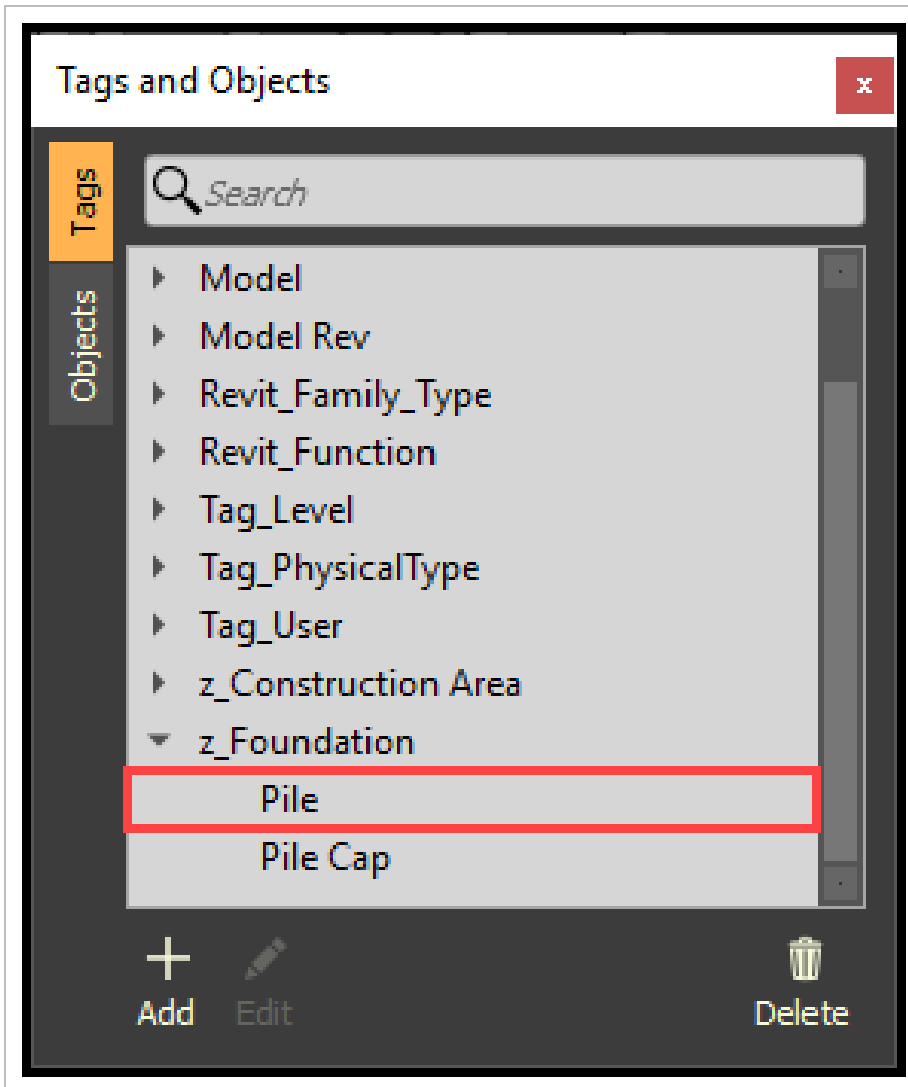 Tags and Objects
x
Tags
Objects
Search
Model
Model Rev
Revit_Family_Type
Revit_Function
Tag_Level
Tag_PhysicalType
Tag_User
z_Construction Area
z_Foundation
Pile
Pile Cap
Add
Edit
Delete